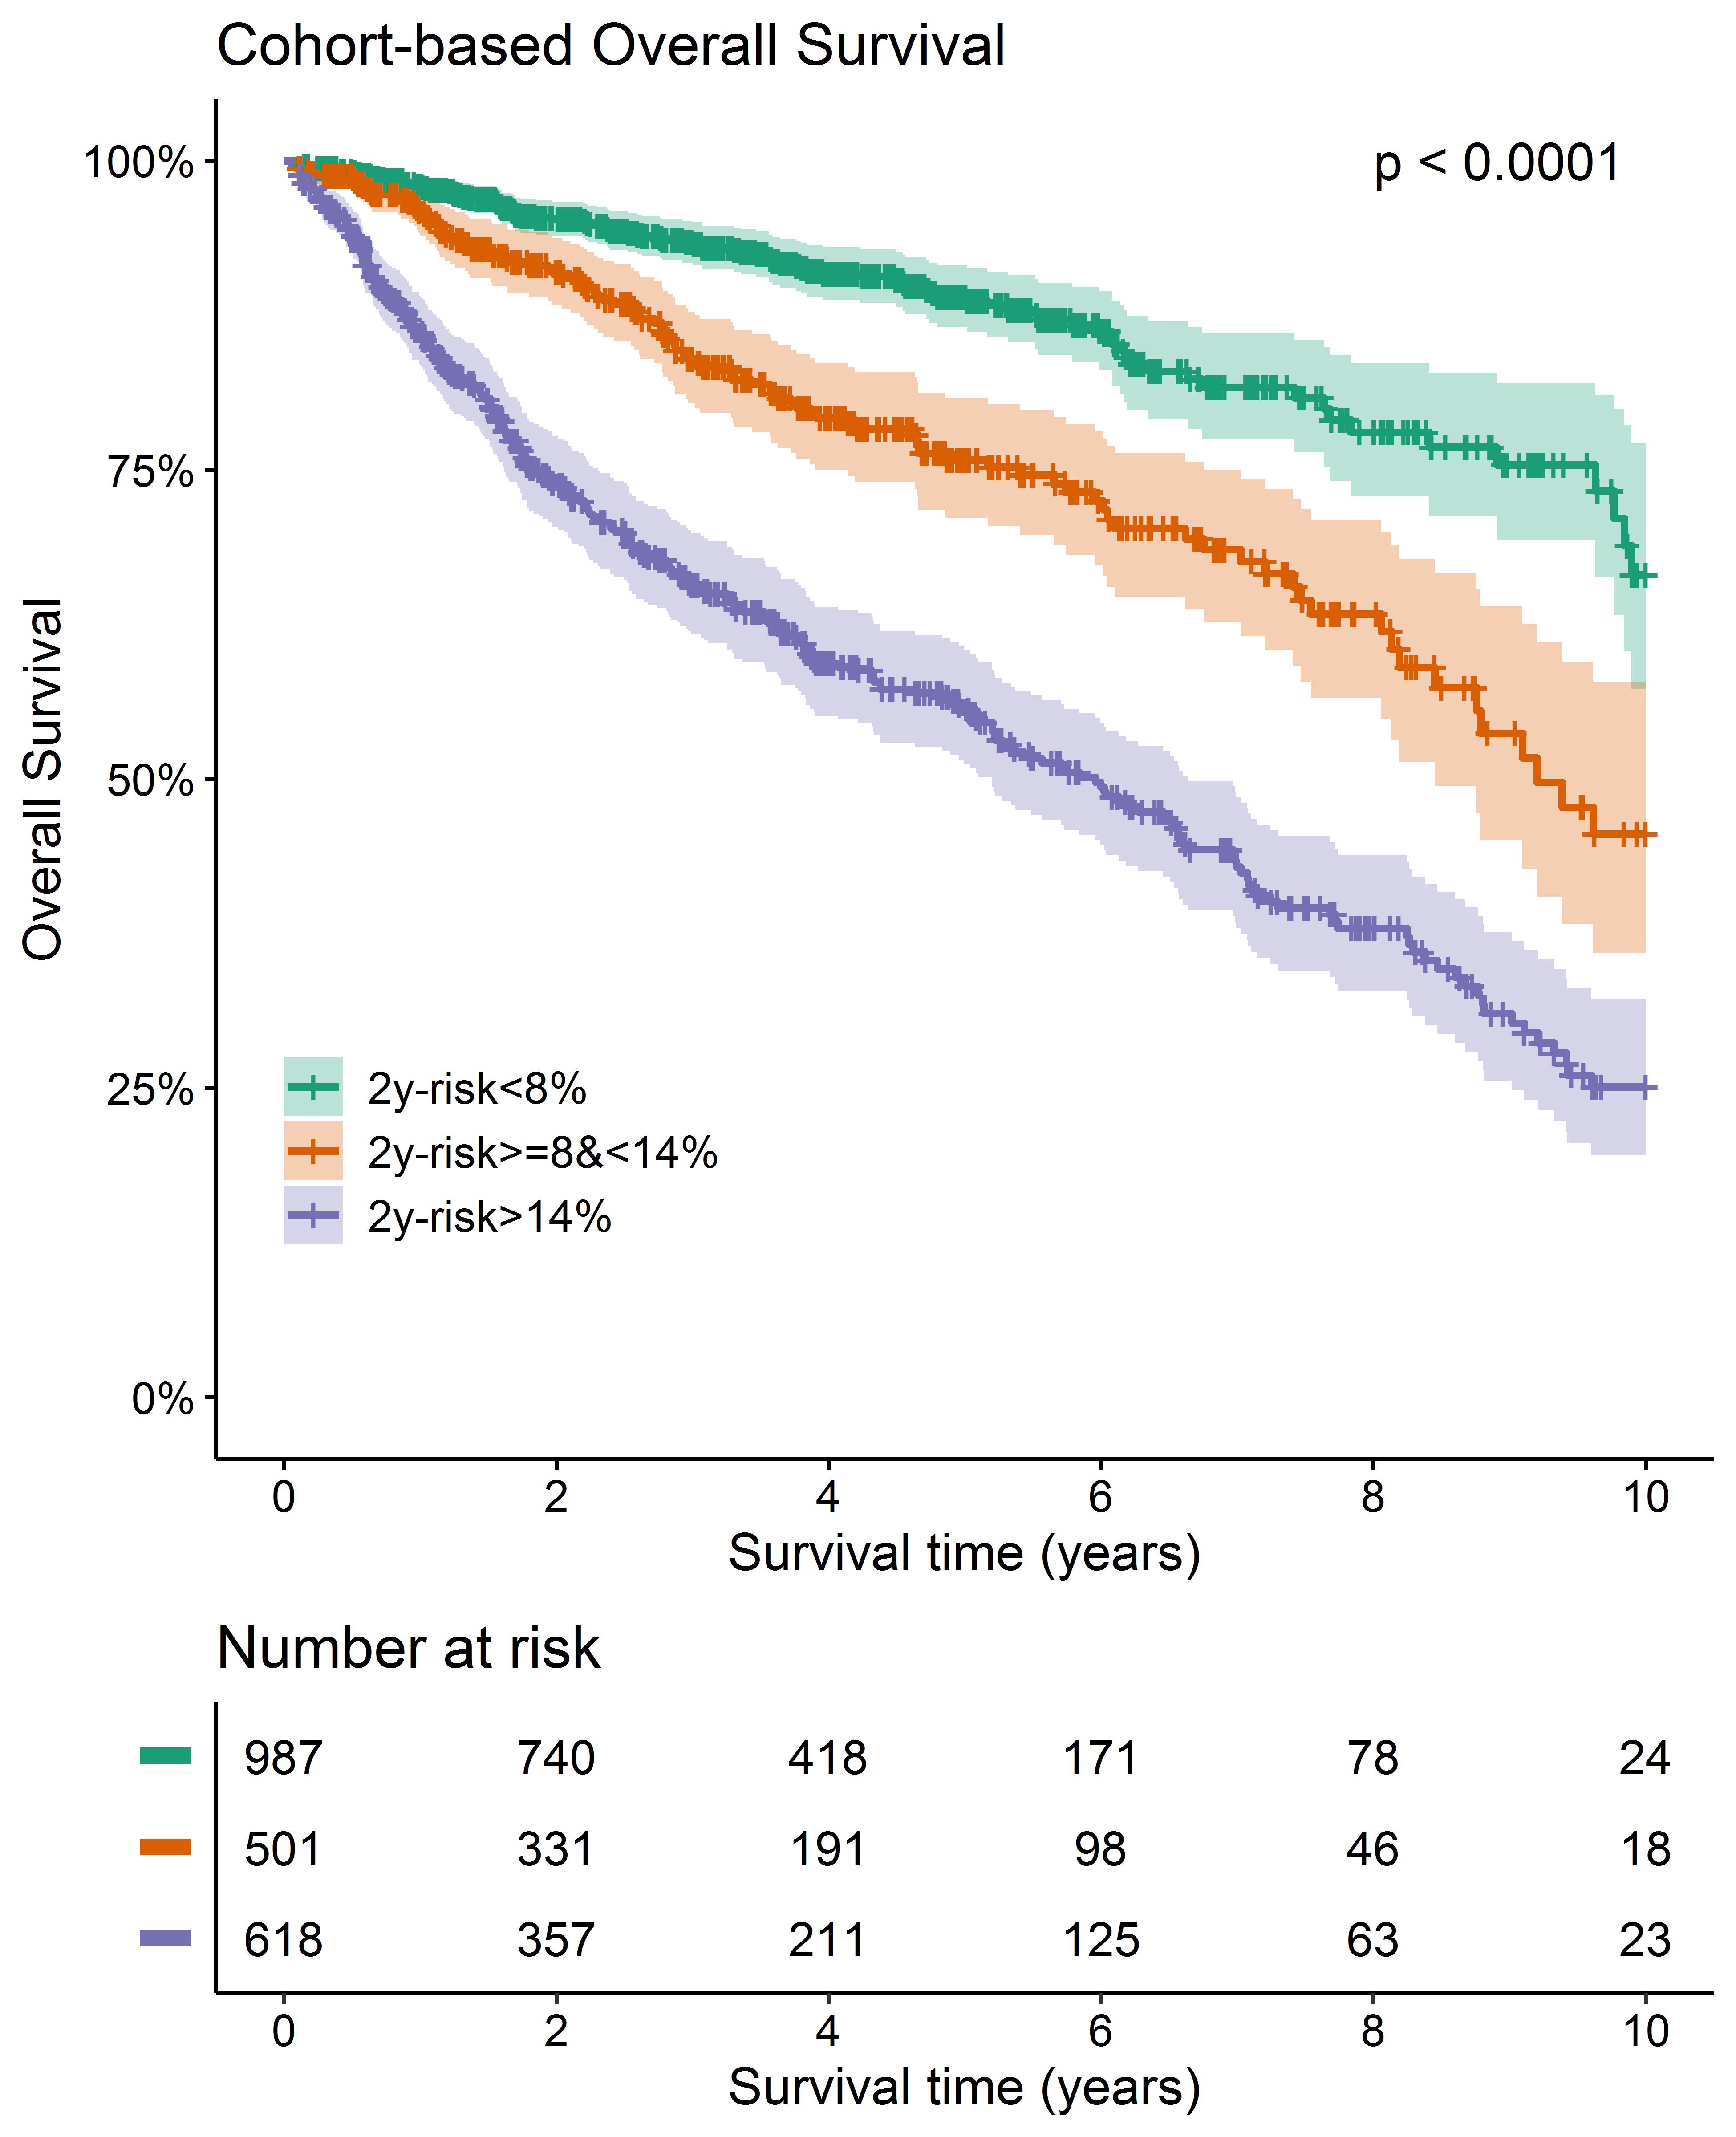 Cohort-based Overall Survival
p < 0.0001
100%
75%
50%
25%
0%
Overall Survival
2y-risk<8%
2y-risk>=8&<14%
2y-risk>14%
0 2 4 6 8 10
Survival time (years)
Number at risk
987 740 418 171 78 24
501 331 191 98 46 18
618 357 211 125 63 23
0 2 4 6 8 10
Survival time (years)